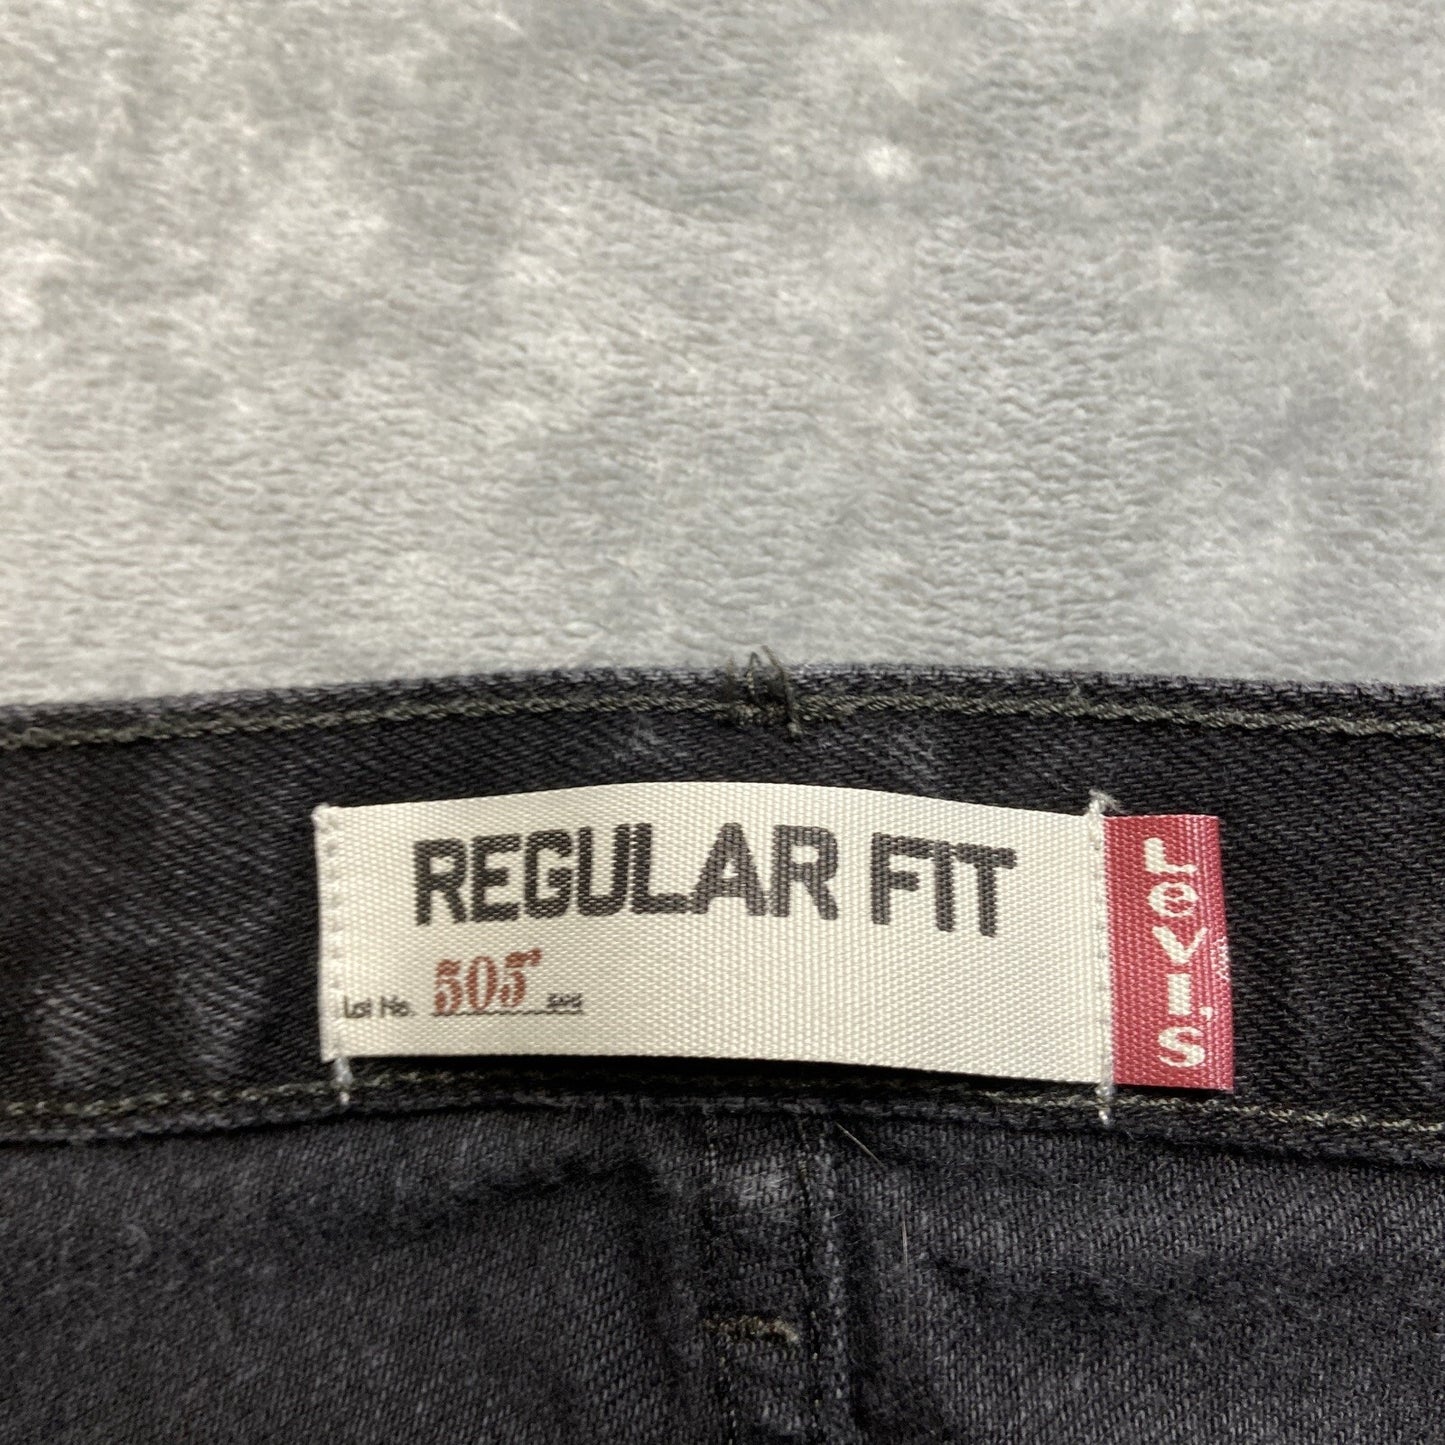 REGULAR FIT
Lot No. 505
Levi's